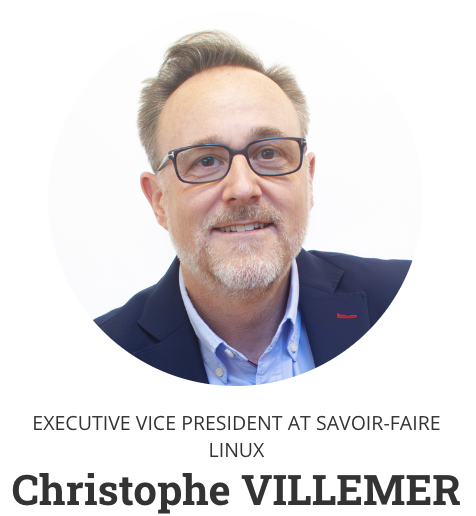 EXECUTIVE VICE PRESIDENT AT SAVOIR-FAIRE
LINUX
Christophe VILLEMER